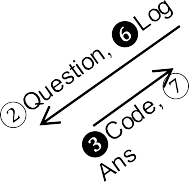 ② Question, ❻ Log
❸ Code, ⑦
Ans